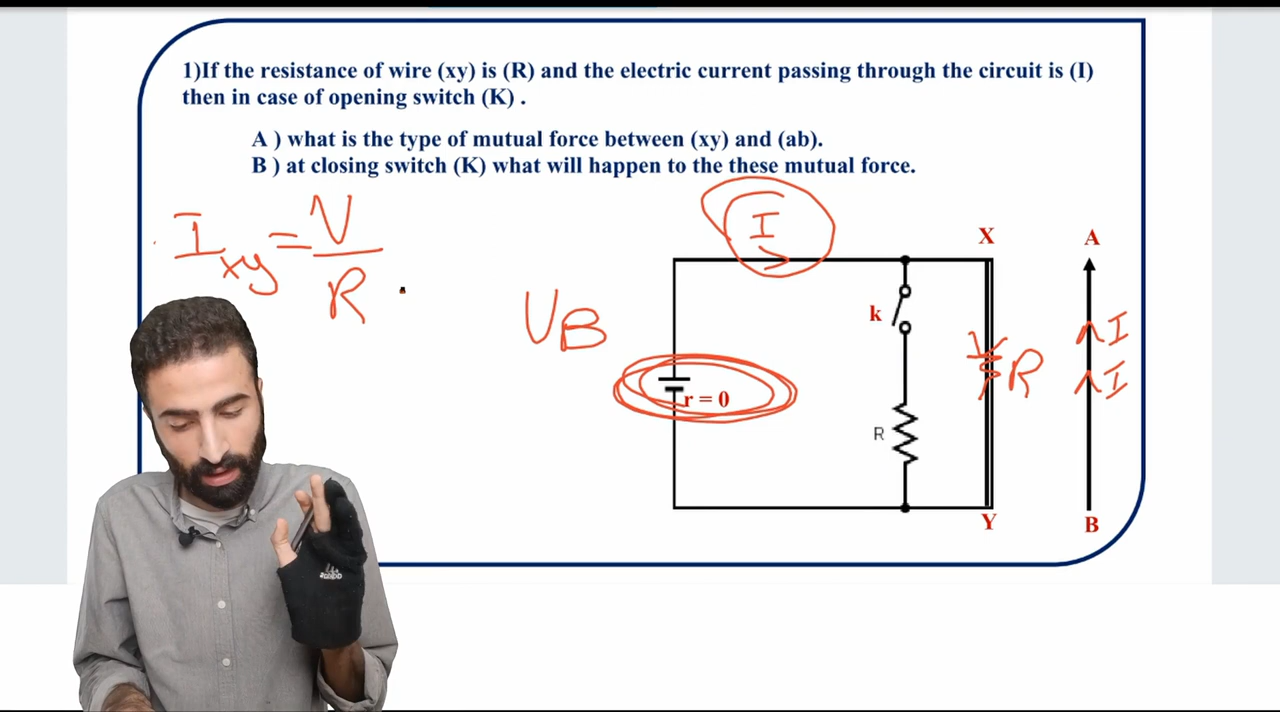 1)If the resistance of wire (xy) is (R) and the electric current passing through the circuit is (I)
then in case of opening switch (K) .
A ) what is the type of mutual force between (xy) and (ab).
B ) at closing switch (K) what will happen to the these mutual force.
I xy = V / R
I
X
A
VB
k
I
R
I
r = 0
R
Y
B
adidas